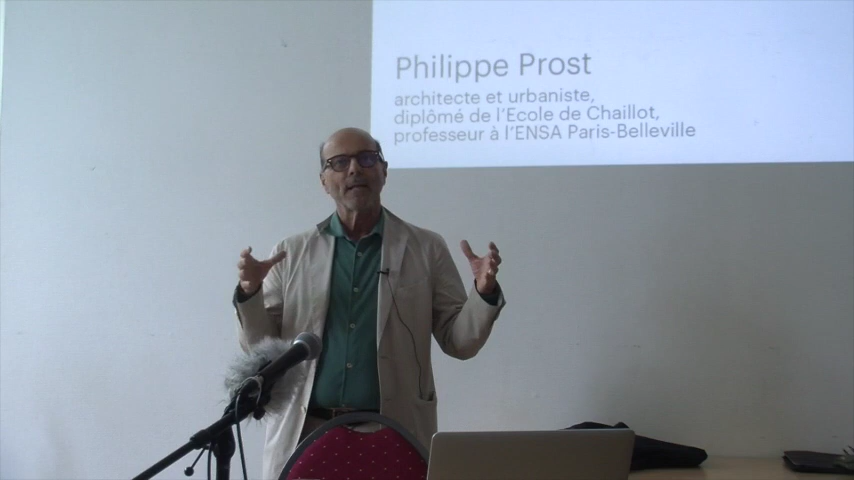 Philippe Prost
architecte et urbaniste,
diplômé de l'Ecole de Chaillot,
professeur à l'ENSA Paris-Belleville